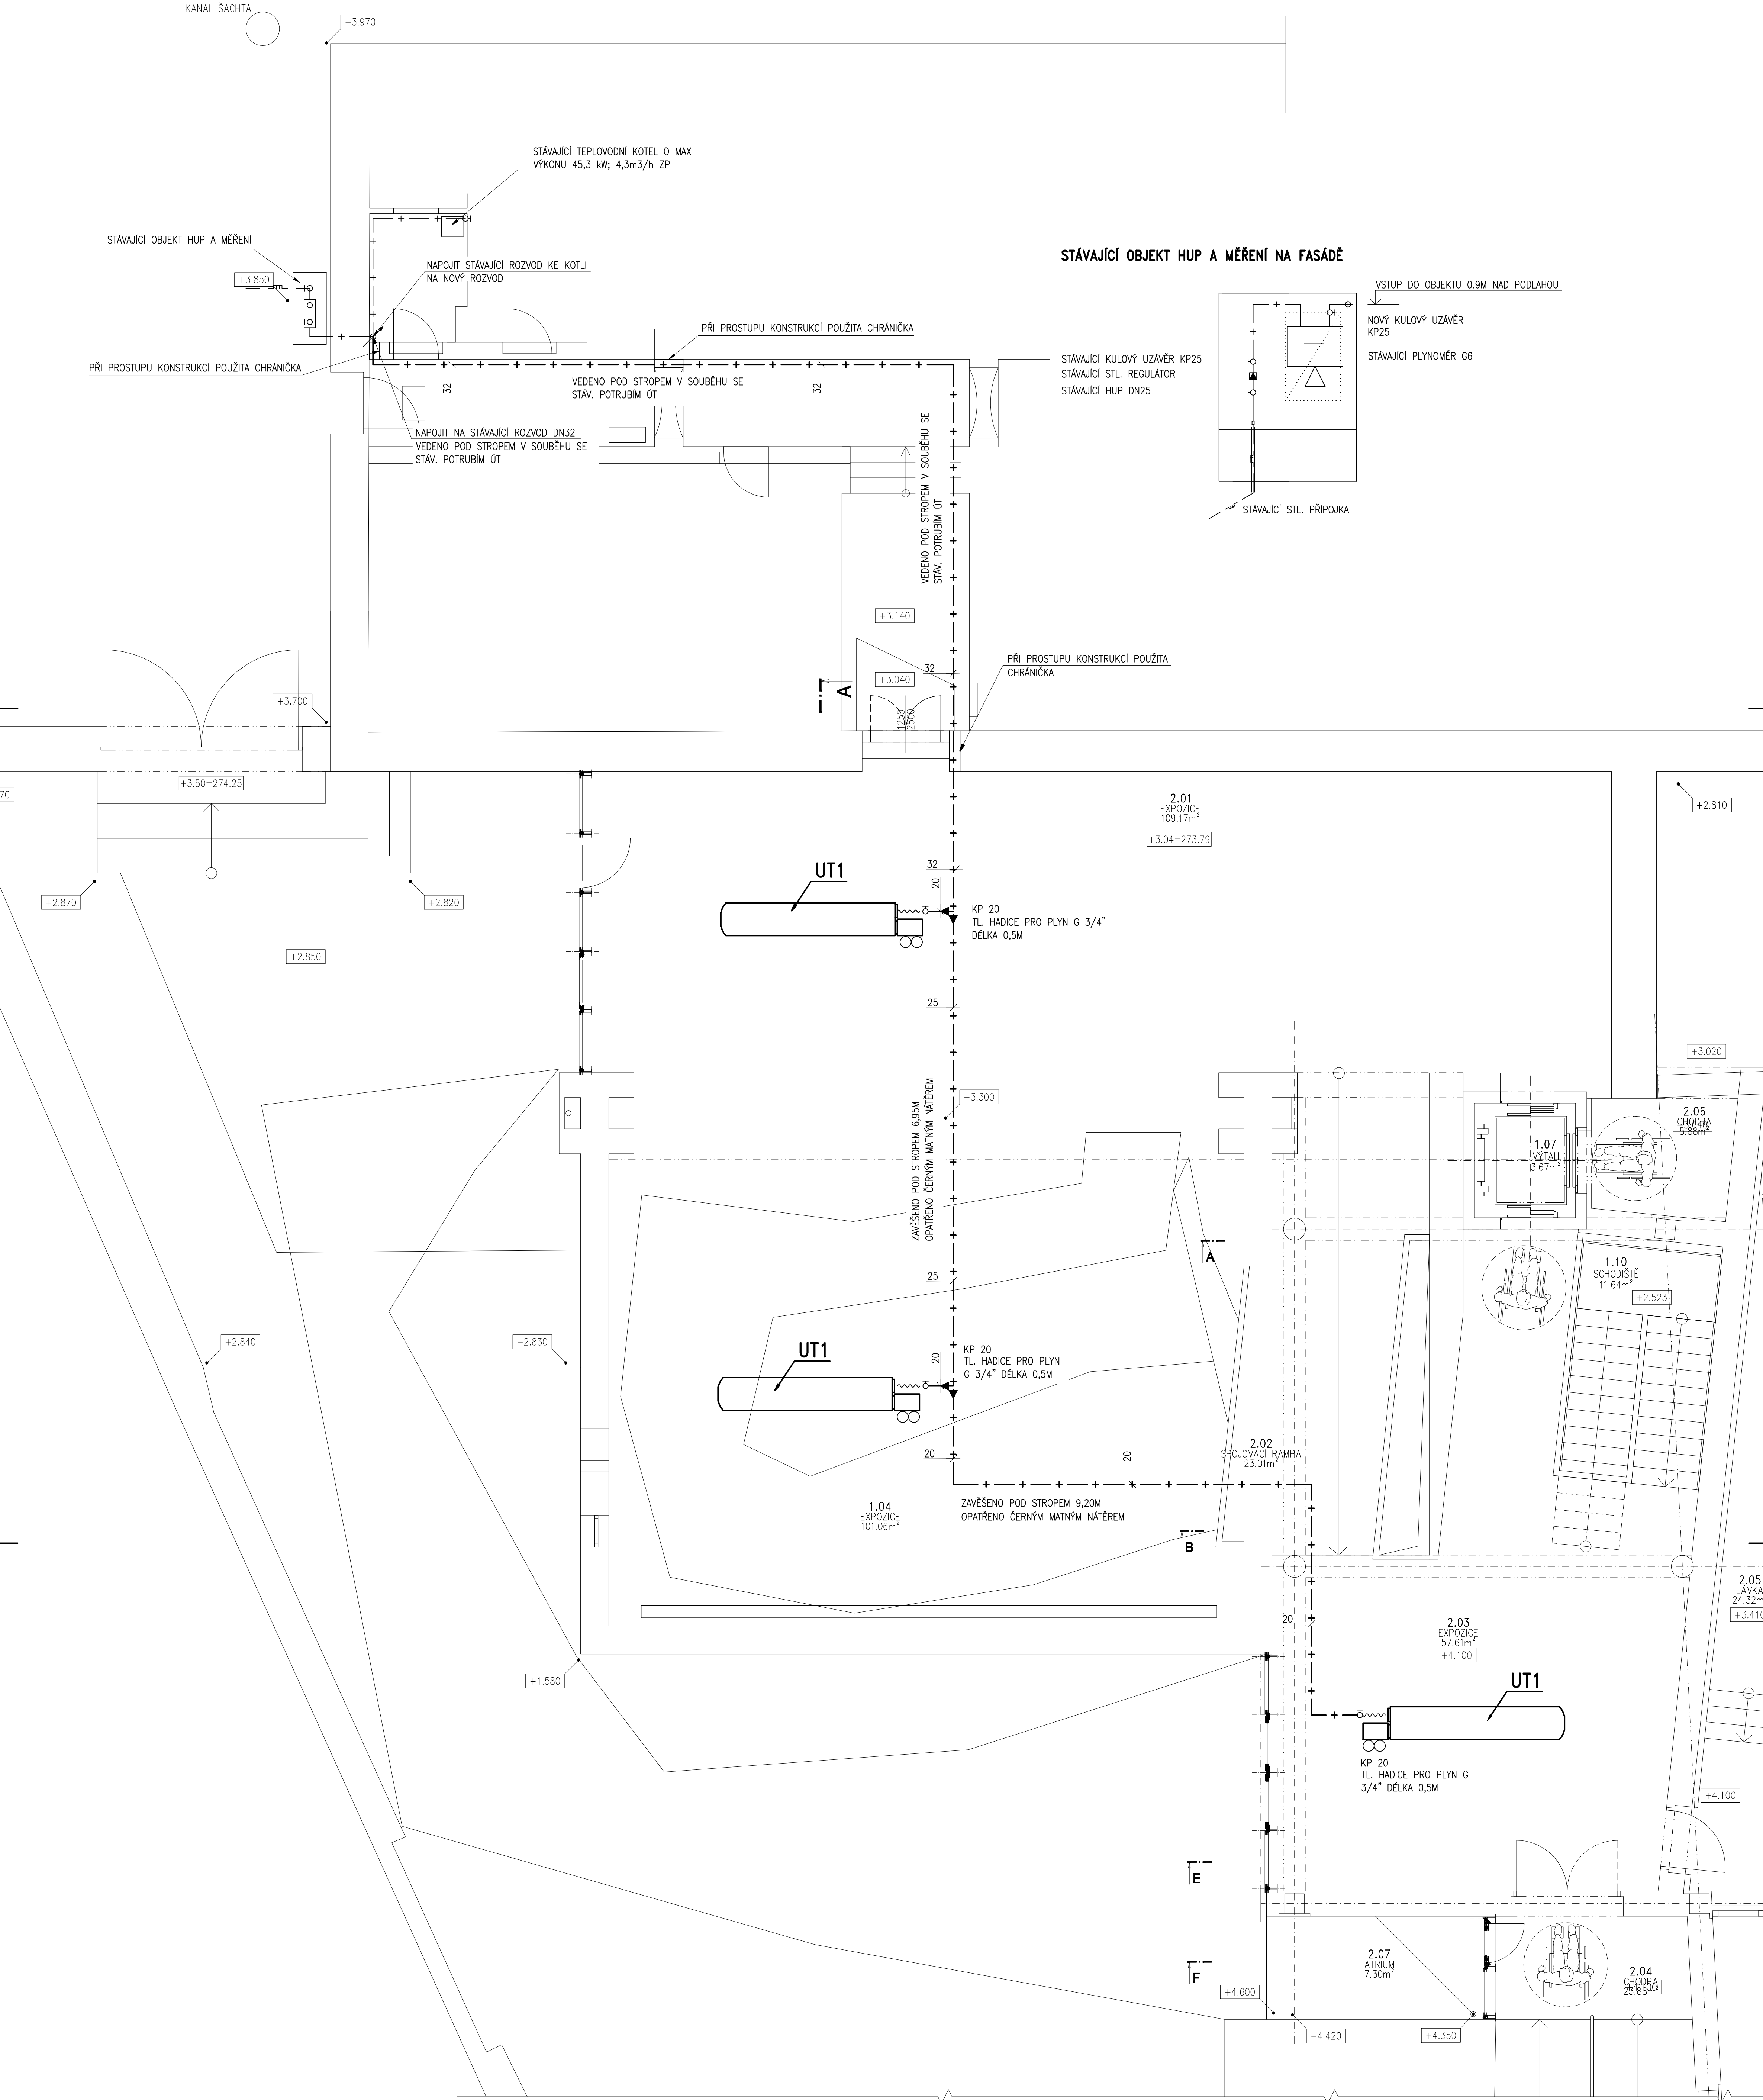 KANAL ŠACHTA
+3.970
STÁVAJÍCÍ TEPLOVODNÍ KOTEL O MAX
VÝKONU 45,3 kW; 4,3m3/h ZP
STÁVAJÍCÍ OBJEKT HUP A MĚŘENÍ
+3.850
NAPOJIT STÁVAJÍCÍ ROZVOD KE KOTLI
NA NOVÝ ROZVOD
PŘI PROSTUPU KONSTRUKCÍ POUŽITA CHRÁNIČKA
PŘI PROSTUPU KONSTRUKCÍ POUŽITA CHRÁNIČKA
32
VEDENO POD STROPEM V SOUBĚHU SE
STÁV. POTRUBÍM ÚT
32
NAPOJIT NA STÁVAJÍCÍ ROZVOD DN32
VEDENO POD STROPEM V SOUBĚHU SE
STÁV. POTRUBÍM ÚT
VEDENO POD STROPEM V SOUBĚHU SE
STÁV. POTRUBÍM ÚT
STÁVAJÍCÍ OBJEKT HUP A MĚŘENÍ NA FASÁDĚ
VSTUP DO OBJEKTU 0.9M NAD PODLAHOU
NOVÝ KULOVÝ UZÁVĚR
KP25
STÁVAJÍCÍ PLYNOMĚR G6
STÁVAJÍCÍ KULOVÝ UZÁVĚR KP25
STÁVAJÍCÍ STL. REGULÁTOR
STÁVAJÍCÍ HUP DN25
STÁVAJÍCÍ STL. PŘÍPOJKA
+3.140
32
+3.040
A
1250
2500
PŘI PROSTUPU KONSTRUKCÍ POUŽITA
CHRÁNIČKA
+3.700
+3.50=274.25
70
2.01
EXPOZICE
109.17m²
+3.04=273.79
+2.810
+2.870
+2.820
+2.850
UT1
32
20
KP 20
TL. HADICE PRO PLYN G 3/4"
DÉLKA 0,5M
25
+3.020
+3.300
ZAVĚŠENO POD STROPEM 6,95M
OPATŘENO ČERNÝM MATNÝM NÁTĚREM
2.06
CHODBA
5.88m²
1.07
VÝTAH
3.67m²
A
1.10
SCHODIŠTĚ
11.64m²
+2.523
25
+2.840
+2.830
UT1
20
KP 20
TL. HADICE PRO PLYN
G 3/4" DÉLKA 0,5M
20
20
2.02
SPOJOVACÍ RAMPA
23.01m²
1.04
EXPOZICE
101.06m²
ZAVĚŠENO POD STROPEM 9,20M
OPATŘENO ČERNÝM MATNÝM NÁTĚREM
B
2.05
LÁVKA
24.32m
+3.410
20
2.03
EXPOZICE
57.61m²
+4.100
+1.580
UT1
KP 20
TL. HADICE PRO PLYN G
3/4" DÉLKA 0,5M
+4.100
E
F
2.07
ATRIUM
7.30m²
2.04
CHODBA
23.88m²
+4.600
+4.420
+4.350